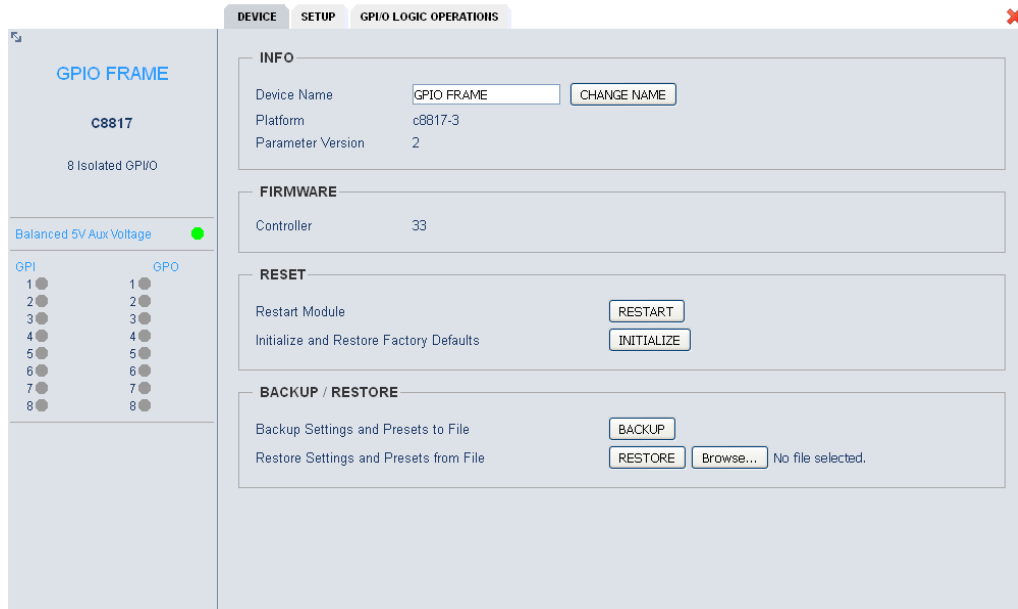 DEVICE SETUP GPI/O LOGIC OPERATIONS
GPIO FRAME
C8817
8 Isolated GPI/O
Balanced 5V Aux Voltage
GPI GPO
1 1
2 2
3 3
4 4
5 5
6 6
7 7
8 8
INFO
Device Name GPIO FRAME CHANGE NAME
Platform c8817-3
Parameter Version 2
FIRMWARE
Controller 33
RESET
Restart Module RESTART
Initialize and Restore Factory Defaults INITIALIZE
BACKUP / RESTORE
Backup Settings and Presets to File BACKUP
Restore Settings and Presets from File RESTORE Browse... No file selected.